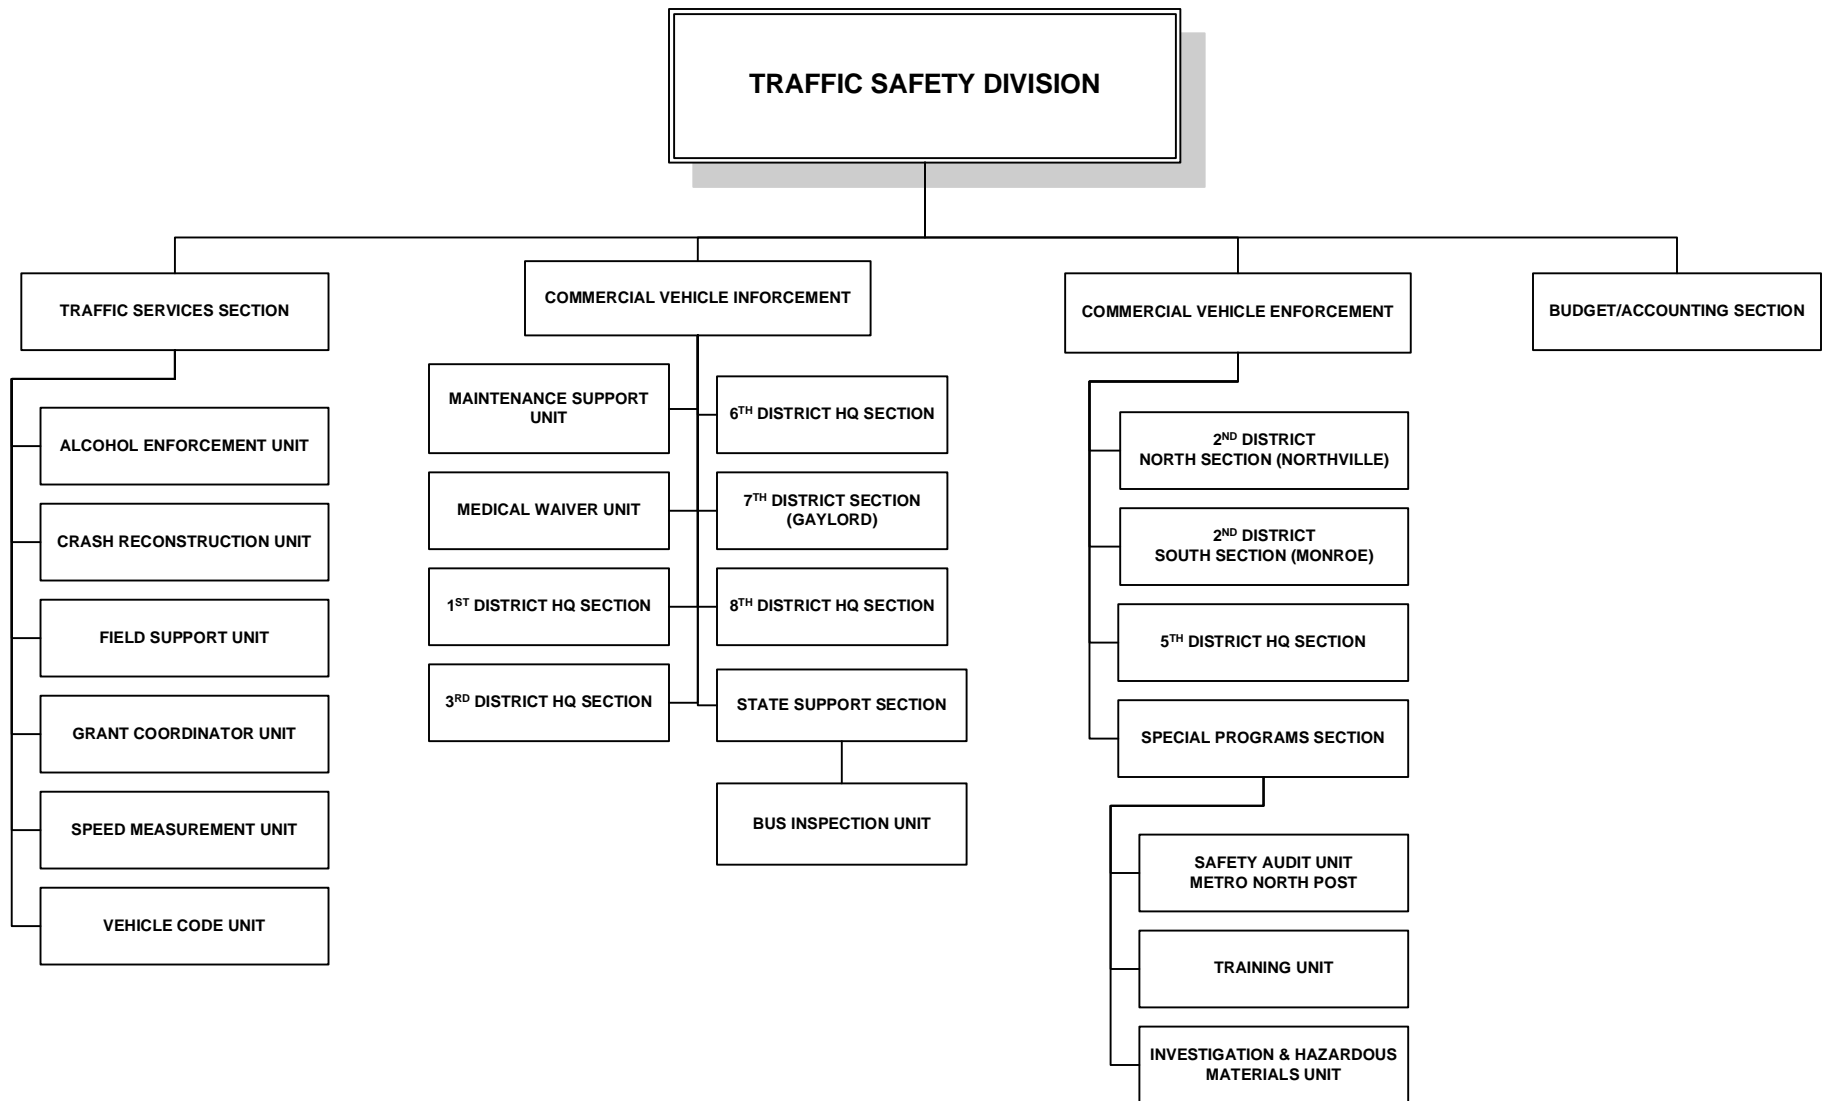 TRAFFIC SAFETY DIVISION
TRAFFIC SERVICES SECTION
ALCOHOL ENFORCEMENT UNIT
CRASH RECONSTRUCTION UNIT
FIELD SUPPORT UNIT
GRANT COORDINATOR UNIT
SPEED MEASUREMENT UNIT
VEHICLE CODE UNIT
COMMERCIAL VEHICLE INFORCEMENT
MAINTENANCE SUPPORT
UNIT
MEDICAL WAIVER UNIT
1ST DISTRICT HQ SECTION
3RD DISTRICT HQ SECTION
6TH DISTRICT HQ SECTION
7TH DISTRICT SECTION
(GAYLORD)
8TH DISTRICT HQ SECTION
STATE SUPPORT SECTION
BUS INSPECTION UNIT
COMMERCIAL VEHICLE ENFORCEMENT
2ND DISTRICT
NORTH SECTION (NORTHVILLE)
2ND DISTRICT
SOUTH SECTION (MONROE)
5TH DISTRICT HQ SECTION
SPECIAL PROGRAMS SECTION
SAFETY AUDIT UNIT
METRO NORTH POST
TRAINING UNIT
INVESTIGATION & HAZARDOUS
MATERIALS UNIT
BUDGET/ACCOUNTING SECTION